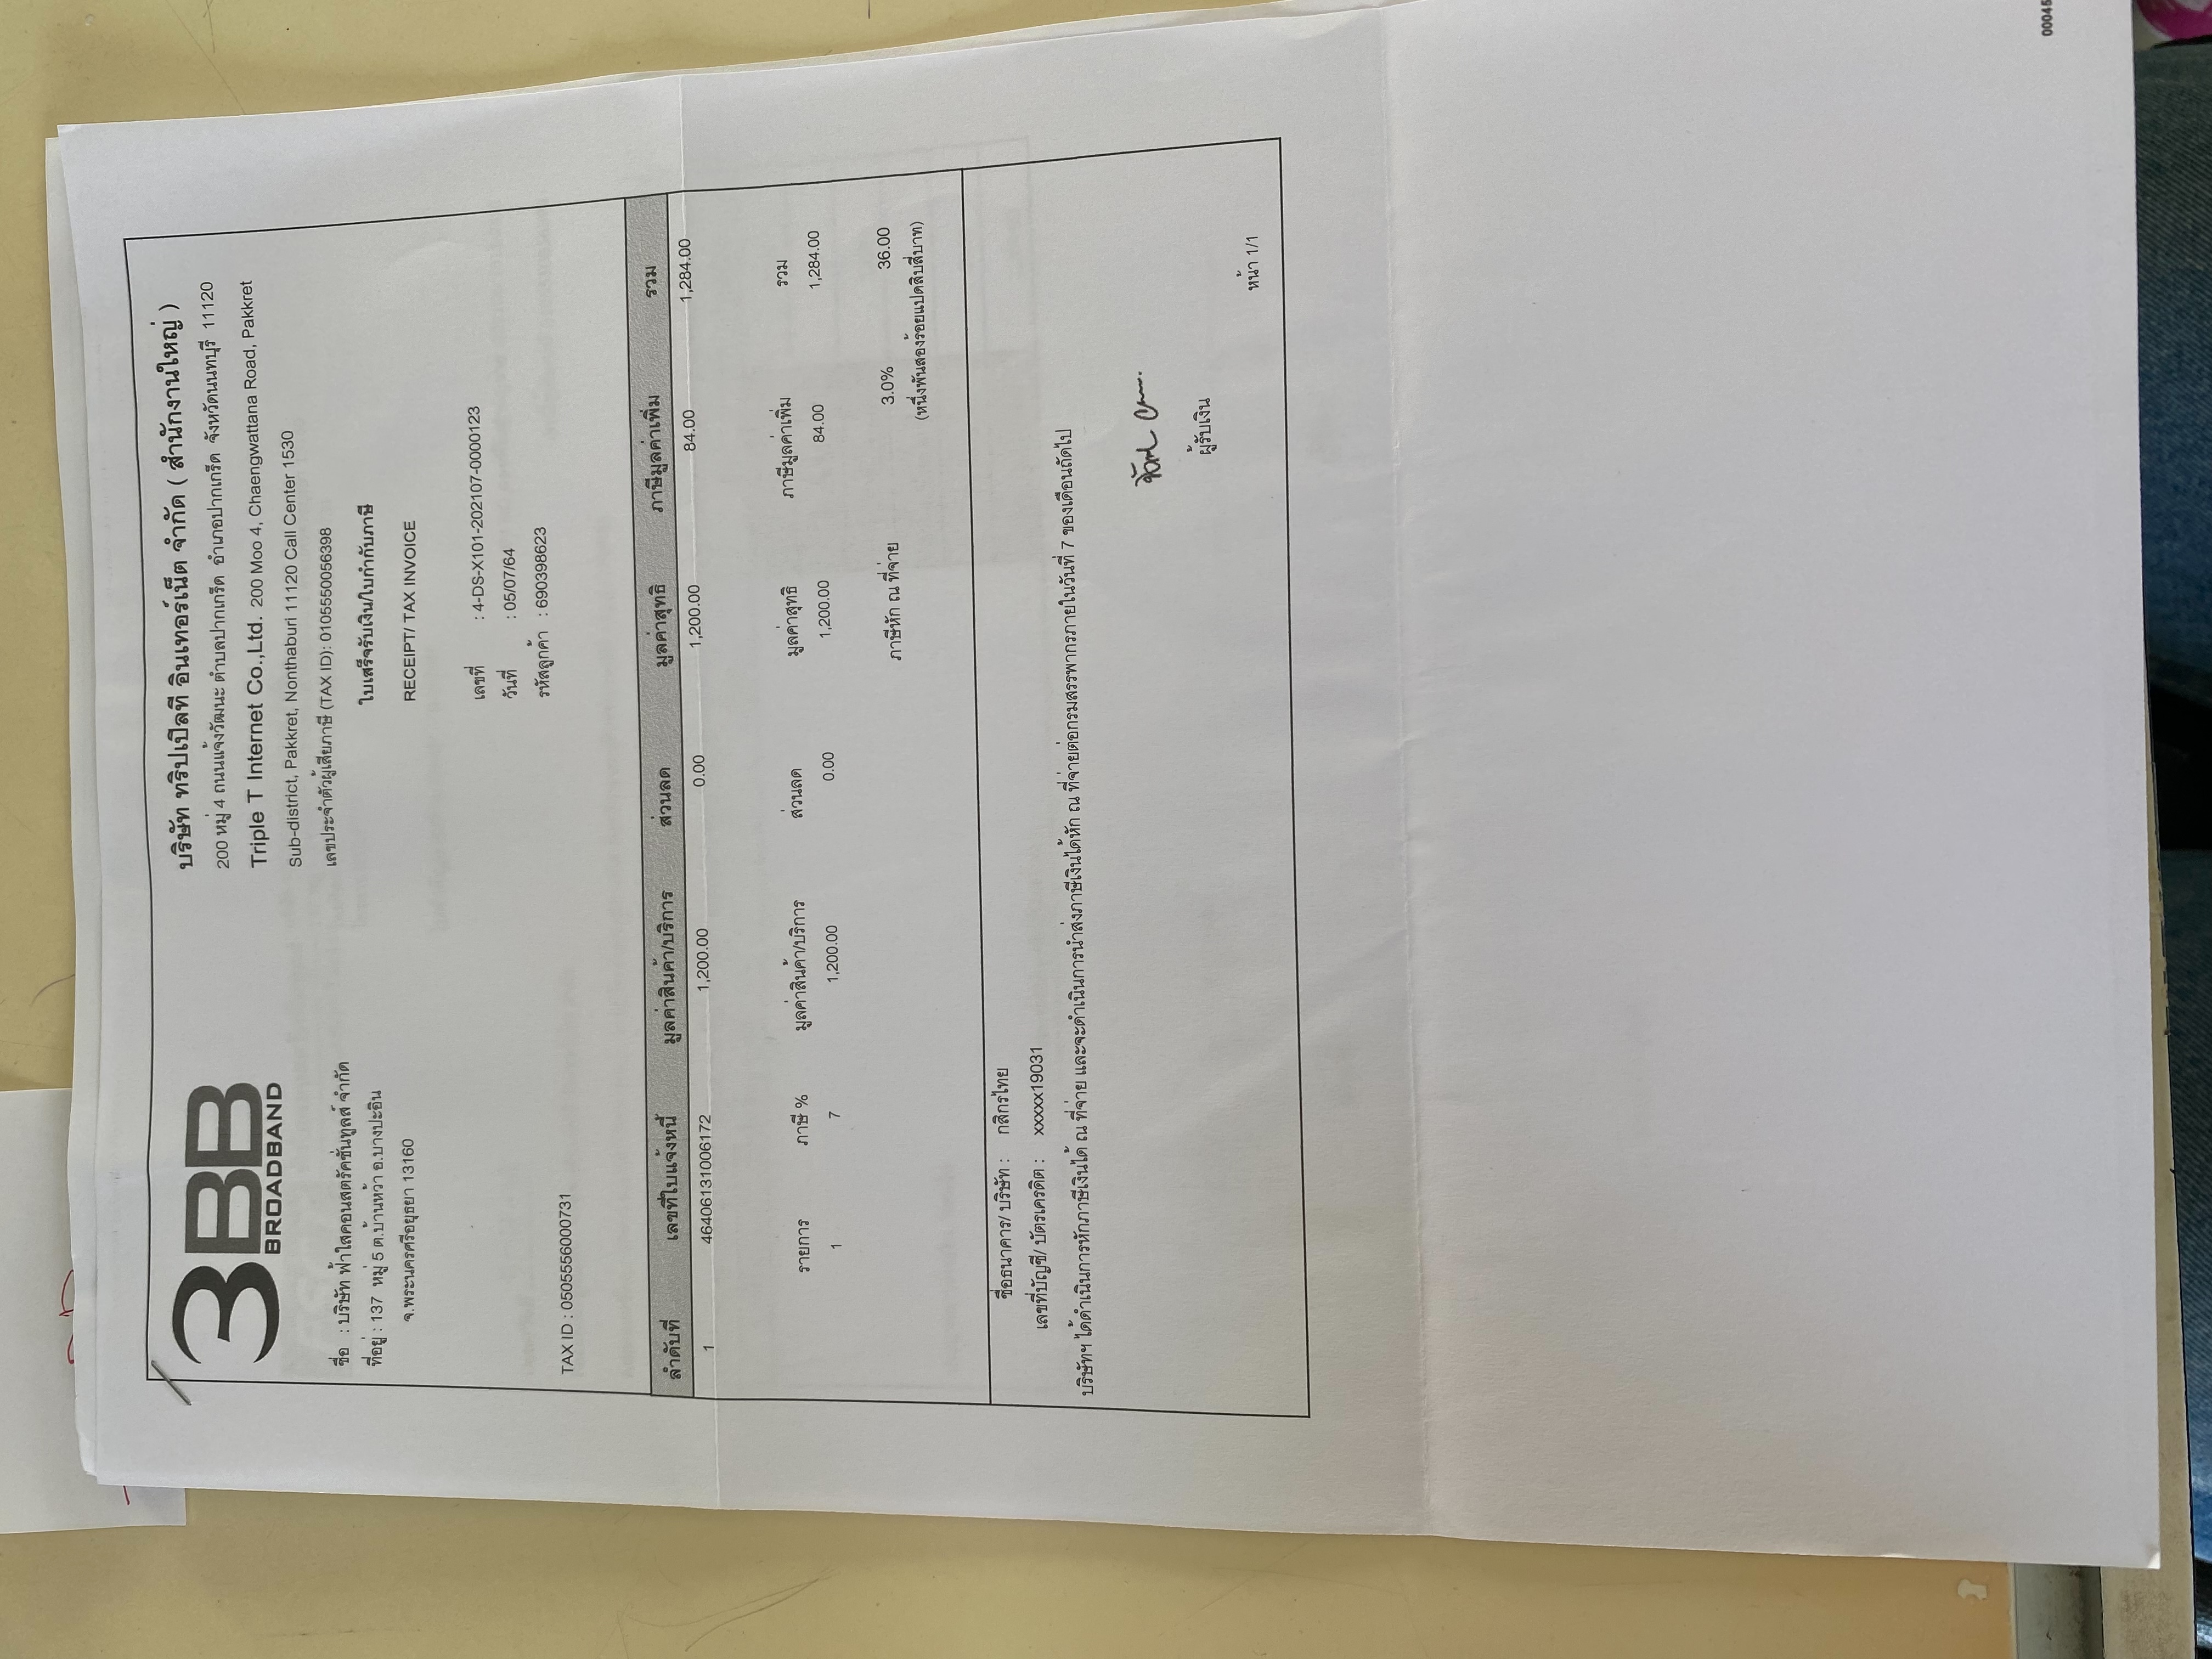 3BB
BROADBAND
บริษัท ทริปเปิลที อินเทอร์เน็ต จำกัด ( สำนักงานใหญ่ )
200 หมู่ 4 ถนนแจ้งวัฒนะ ตำบลปากเกร็ด อำเภอปากเกร็ด จังหวัดนนทบุรี 11120
Triple T Internet Co.,Ltd. 200 Moo 4, Chaengwattana Road, Pakkret
Sub-district, Pakkret, Nonthaburi 11120 Call Center 1530
เลขประจำตัวผู้เสียภาษี (TAX ID): 0105550056398
ชื่อ : บริษัท ฟ้าใสคอนสตรัคชั่นทูลส์ จำกัด
ที่อยู่ : 137 หมู่ 5 ต.บ้านหว้า อ.บางปะอิน
จ.พระนครศรีอยุธยา 13160
ใบเสร็จรับเงิน/ใบกำกับภาษี
RECEIPT/ TAX INVOICE
เลขที่ : 4-DS-X101-202107-0000123
วันที่ : 05/07/64
รหัสลูกค้า : 690398623
TAX ID : 0505556000731
ลำดับที่ เลขที่ใบแจ้งหนี้ มูลค่าสินค้า/บริการ ส่วนลด มูลค่าสุทธิ ภาษีมูลค่าเพิ่ม รวม
1 46406131006172 1,200.00 0.00 1,200.00 84.00 1,284.00
รายการ ภาษี % มูลค่าสินค้า/บริการ ส่วนลด มูลค่าสุทธิ ภาษีมูลค่าเพิ่ม รวม
1 7 1,200.00 0.00 1,200.00 84.00 1,284.00
ภาษีหัก ณ ที่จ่าย 3.0% 36.00
(หนึ่งพันสองร้อยแปดสิบสี่บาท)
ชื่อธนาคาร/ บริษัท : กสิกรไทย
เลขที่บัญชี/ บัตรเครดิต : xxxxx19031
บริษัทฯ ได้ดำเนินการหักภาษีเงินได้ ณ ที่จ่าย และจะดำเนินการนำส่งภาษีเงินได้หัก ณ ที่จ่ายต่อกรมสรรพากรภายในวันที่ 7 ของเดือนถัดไป
ผู้รับเงิน
หน้า 1/1
00045